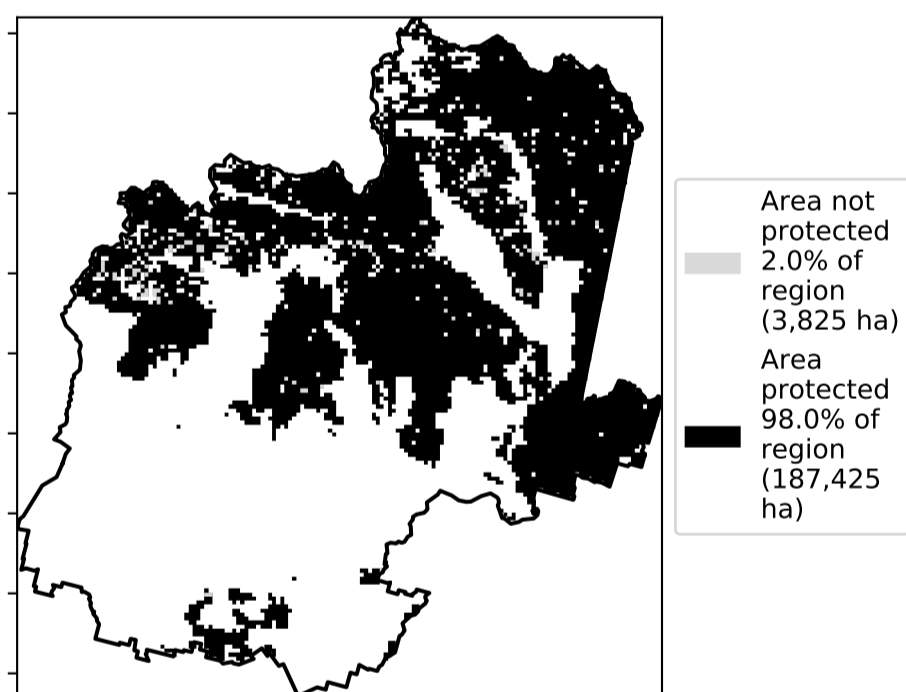 Area not
protected
2.0% of
region
(3,825 ha)
Area
protected
98.0% of
region
(187,425
ha)